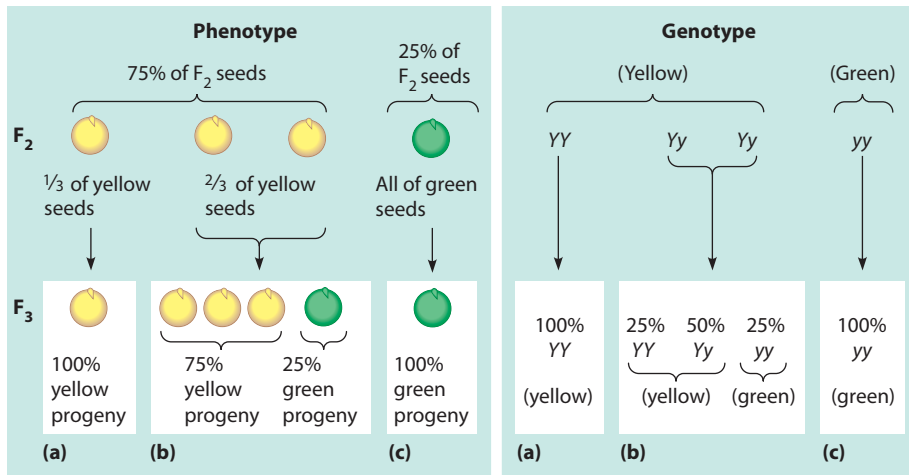 Phenotype
75% of F2 seeds
25% of
F2 seeds
F2
1/3 of yellow
seeds
2/3 of yellow
seeds
All of green
seeds
F3
100%
yellow
progeny
75%
yellow
progeny
25%
green
progeny
100%
green
progeny
(a)
(b)
(c)
Genotype
(Yellow)
(Green)
YY
Yy
Yy
yy
100%
YY
(yellow)
25%
YY
50%
Yy
25%
yy
(yellow)
(green)
100%
yy
(green)
(a)
(b)
(c)